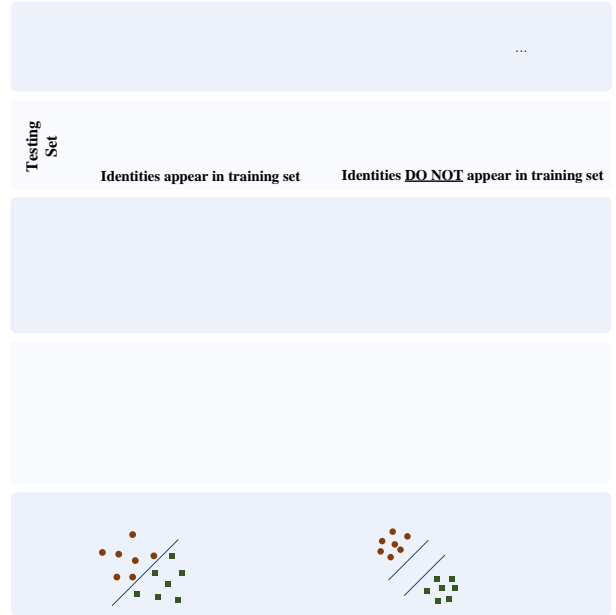 ...
Testing
Set
Identities appear in training set
Identities DO NOT appear in training set